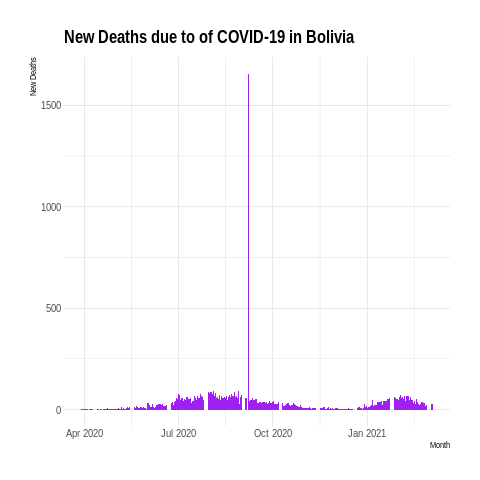 New Deaths due to of COVID-19 in Bolivia
New Deaths
1500
1000
500
0
Apr 2020 Jul 2020 Oct 2020 Jan 2021
Month